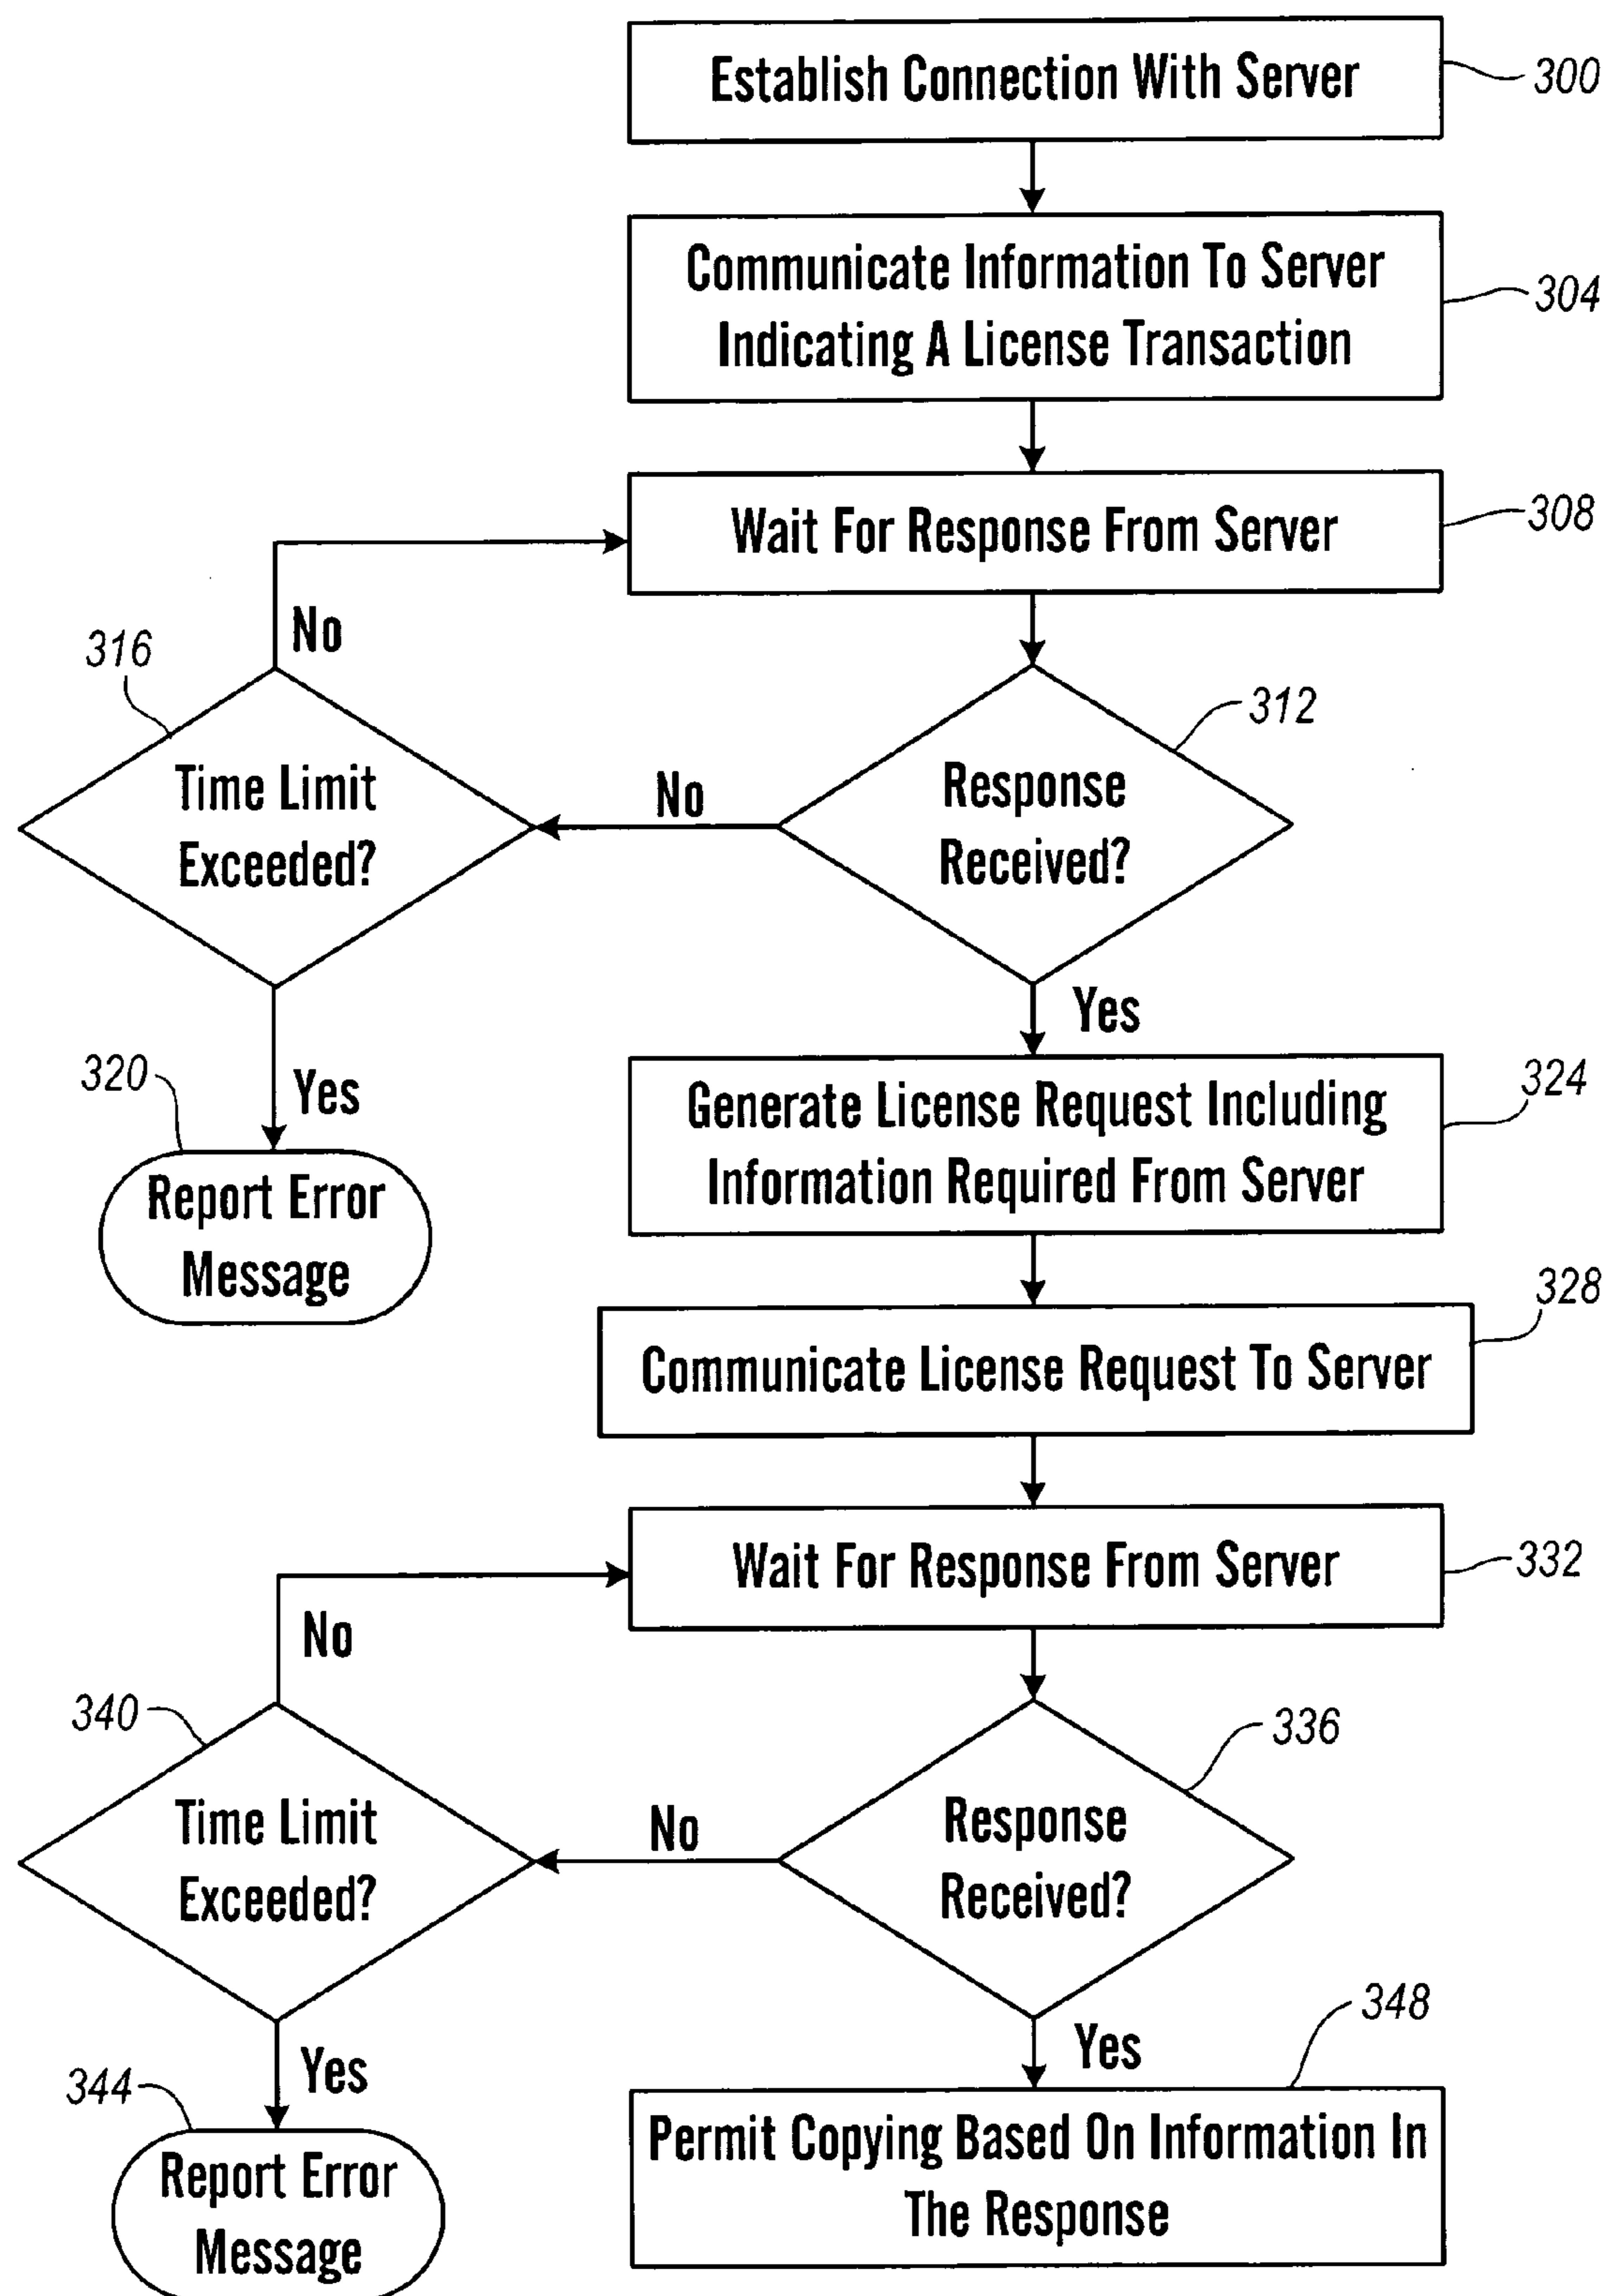 Establish Connection With Server
300
Communicate Information To Server
Indicating A License Transaction
304
Wait For Response From Server
308
No
316
312
Time Limit
Exceeded?
No
Response
Received?
Yes
320
Yes
Generate License Request Including
Information Required From Server
324
Report Error
Message
328
Communicate License Request To Server
Wait For Response From Server
332
No
340
336
Time Limit
Exceeded?
No
Response
Received?
348
Yes
Yes
344
Permit Copying Based On Information In
The Response
Report Error
Message